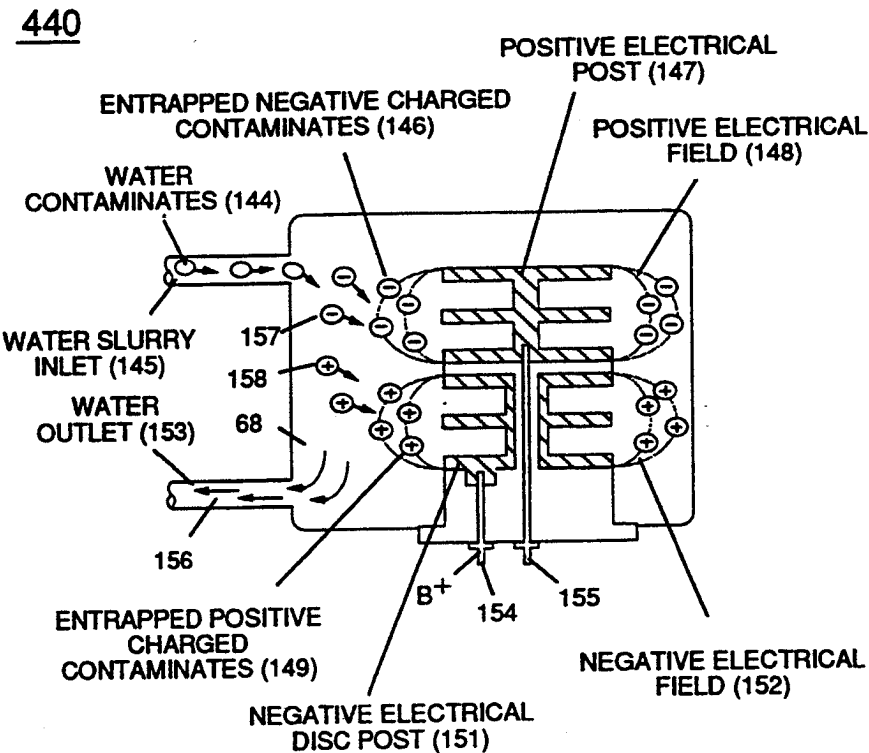 440
POSITIVE ELECTRICAL
POST (147)
ENTRAPPED NEGATIVE CHARGED
CONTAMINATES (146)
POSITIVE ELECTRICAL
FIELD (148)
WATER
CONTAMINATES (144)
157
WATER SLURRY
INLET (145)
158
WATER
OUTLET (153)
68
156
B+
154
155
ENTRAPPED POSITIVE
CHARGED
CONTAMINATES (149)
NEGATIVE ELECTRICAL
FIELD (152)
NEGATIVE ELECTRICAL
DISC POST (151)